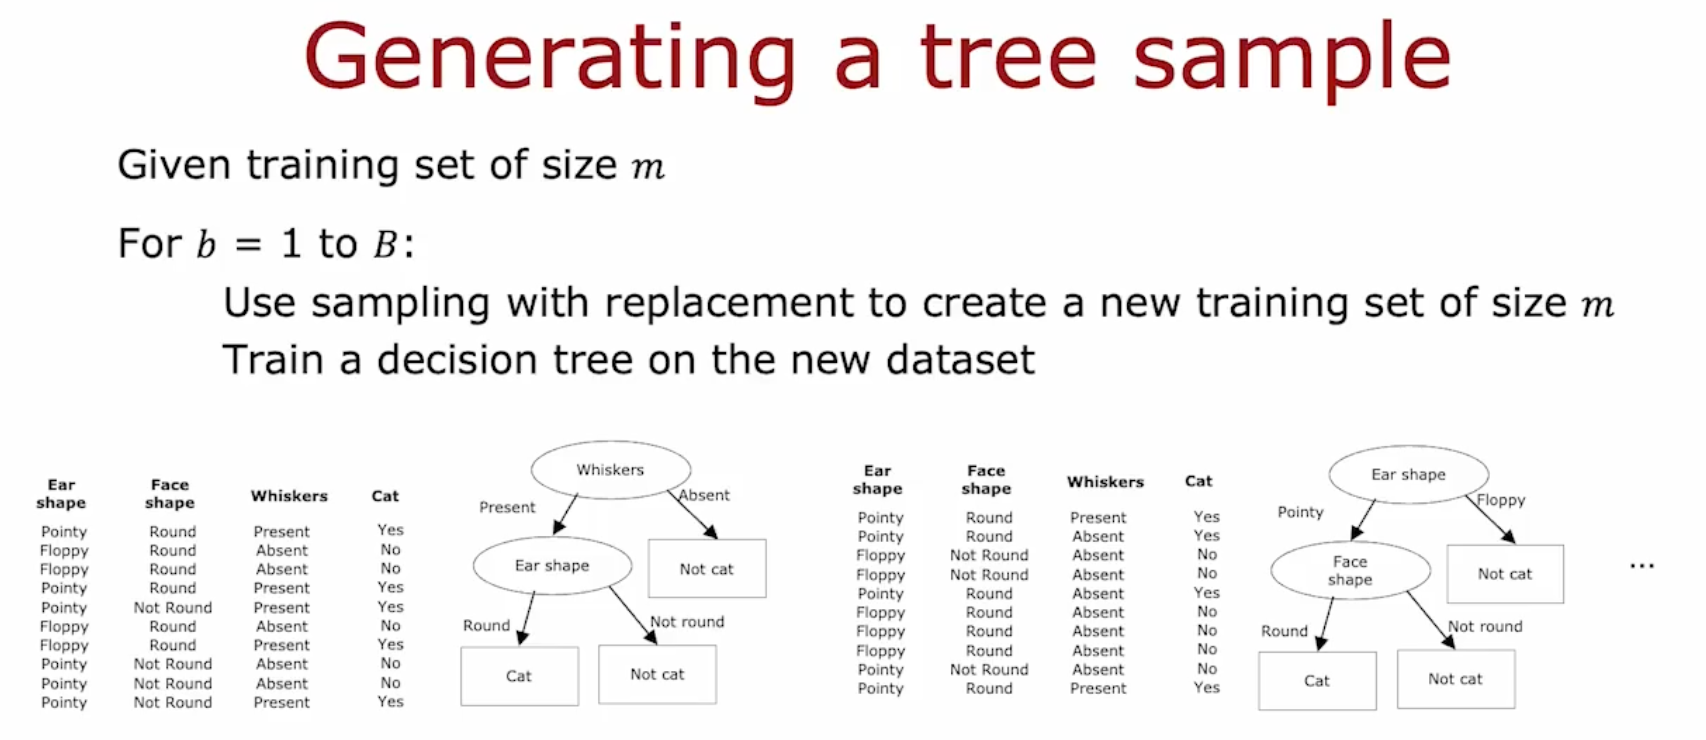 Generating a tree sample
Given training set of size m
For b = 1 to B:
Use sampling with replacement to create a new training set of size m
Train a decision tree on the new dataset
Ear shape Face shape Whiskers Cat
Pointy Round Present Yes
Floppy Round Absent No
Floppy Round Absent No
Pointy Round Present Yes
Pointy Not Round Present Yes
Floppy Round Absent No
Floppy Round Present Yes
Pointy Not Round Absent No
Pointy Not Round Absent No
Pointy Not Round Present Yes
Whiskers
Present
Absent
Ear shape
Not cat
Round
Not round
Cat
Not cat
Ear shape Face shape Whiskers Cat
Pointy Round Present Yes
Pointy Round Absent Yes
Floppy Not Round Absent No
Floppy Not Round Absent No
Pointy Round Absent Yes
Floppy Round Absent No
Floppy Round Absent No
Floppy Round Absent No
Pointy Not Round Absent No
Pointy Round Present Yes
Ear shape
Pointy
Floppy
Face shape
Not cat
Round
Not round
Cat
Not cat
...